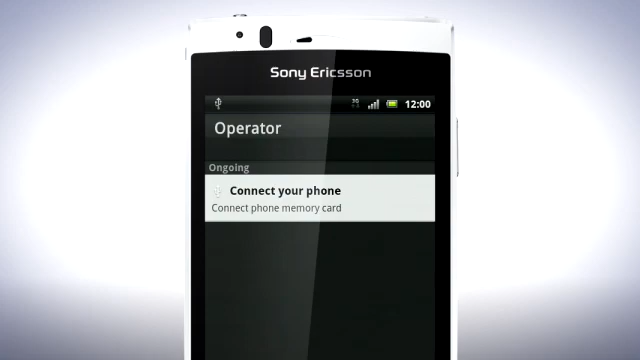 Sony Ericsson
3G
12:00
Operator
Ongoing
Connect your phone
Connect phone memory card